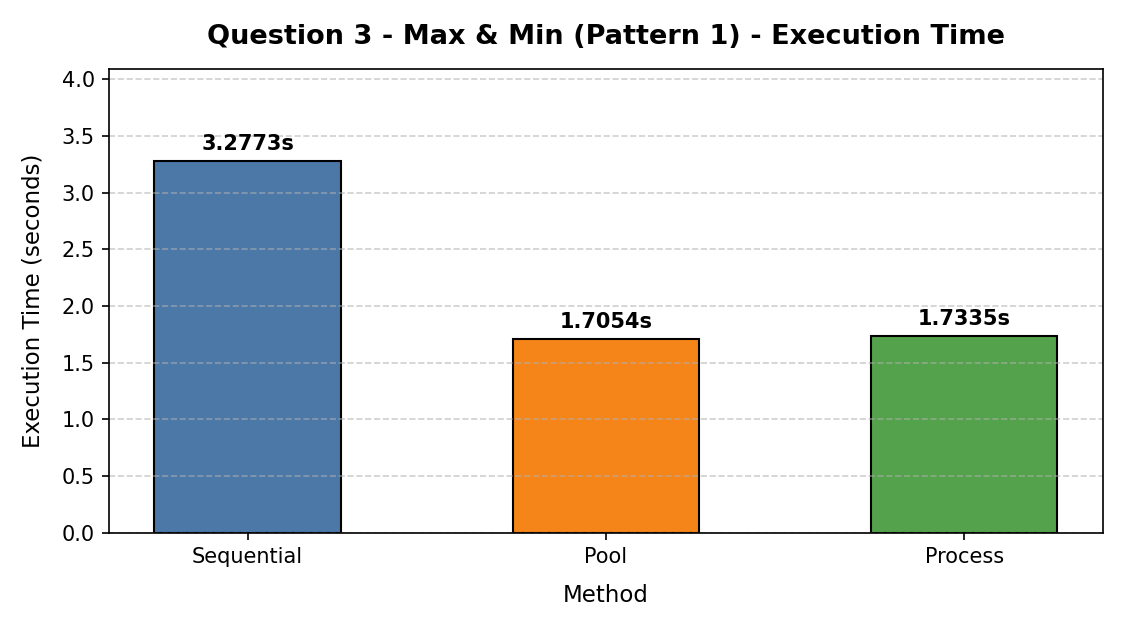 Question 3 - Max & Min (Pattern 1) - Execution Time
Execution Time (seconds)
4.0
3.5
3.0
2.5
2.0
1.5
1.0
0.5
0.0
3.2773s
1.7054s
1.7335s
Sequential
Pool
Process
Method